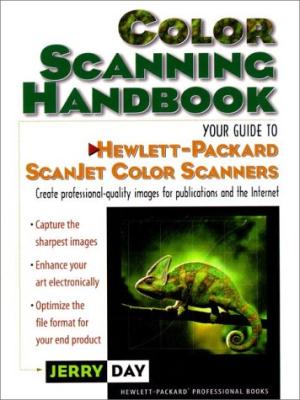 COLOR
SCANNING
HANDBOOK
YOUR GUIDE TO
HEWLETT-PACKARD
SCANJET COLOR SCANNERS
Create professional-quality images for publications and the Internet
• Capture the
sharpest images
• Enhance your
art electronically
• Optimize the
file format for
your end product
JERRY DAY
HEWLETT-PACKARD® PROFESSIONAL BOOKS